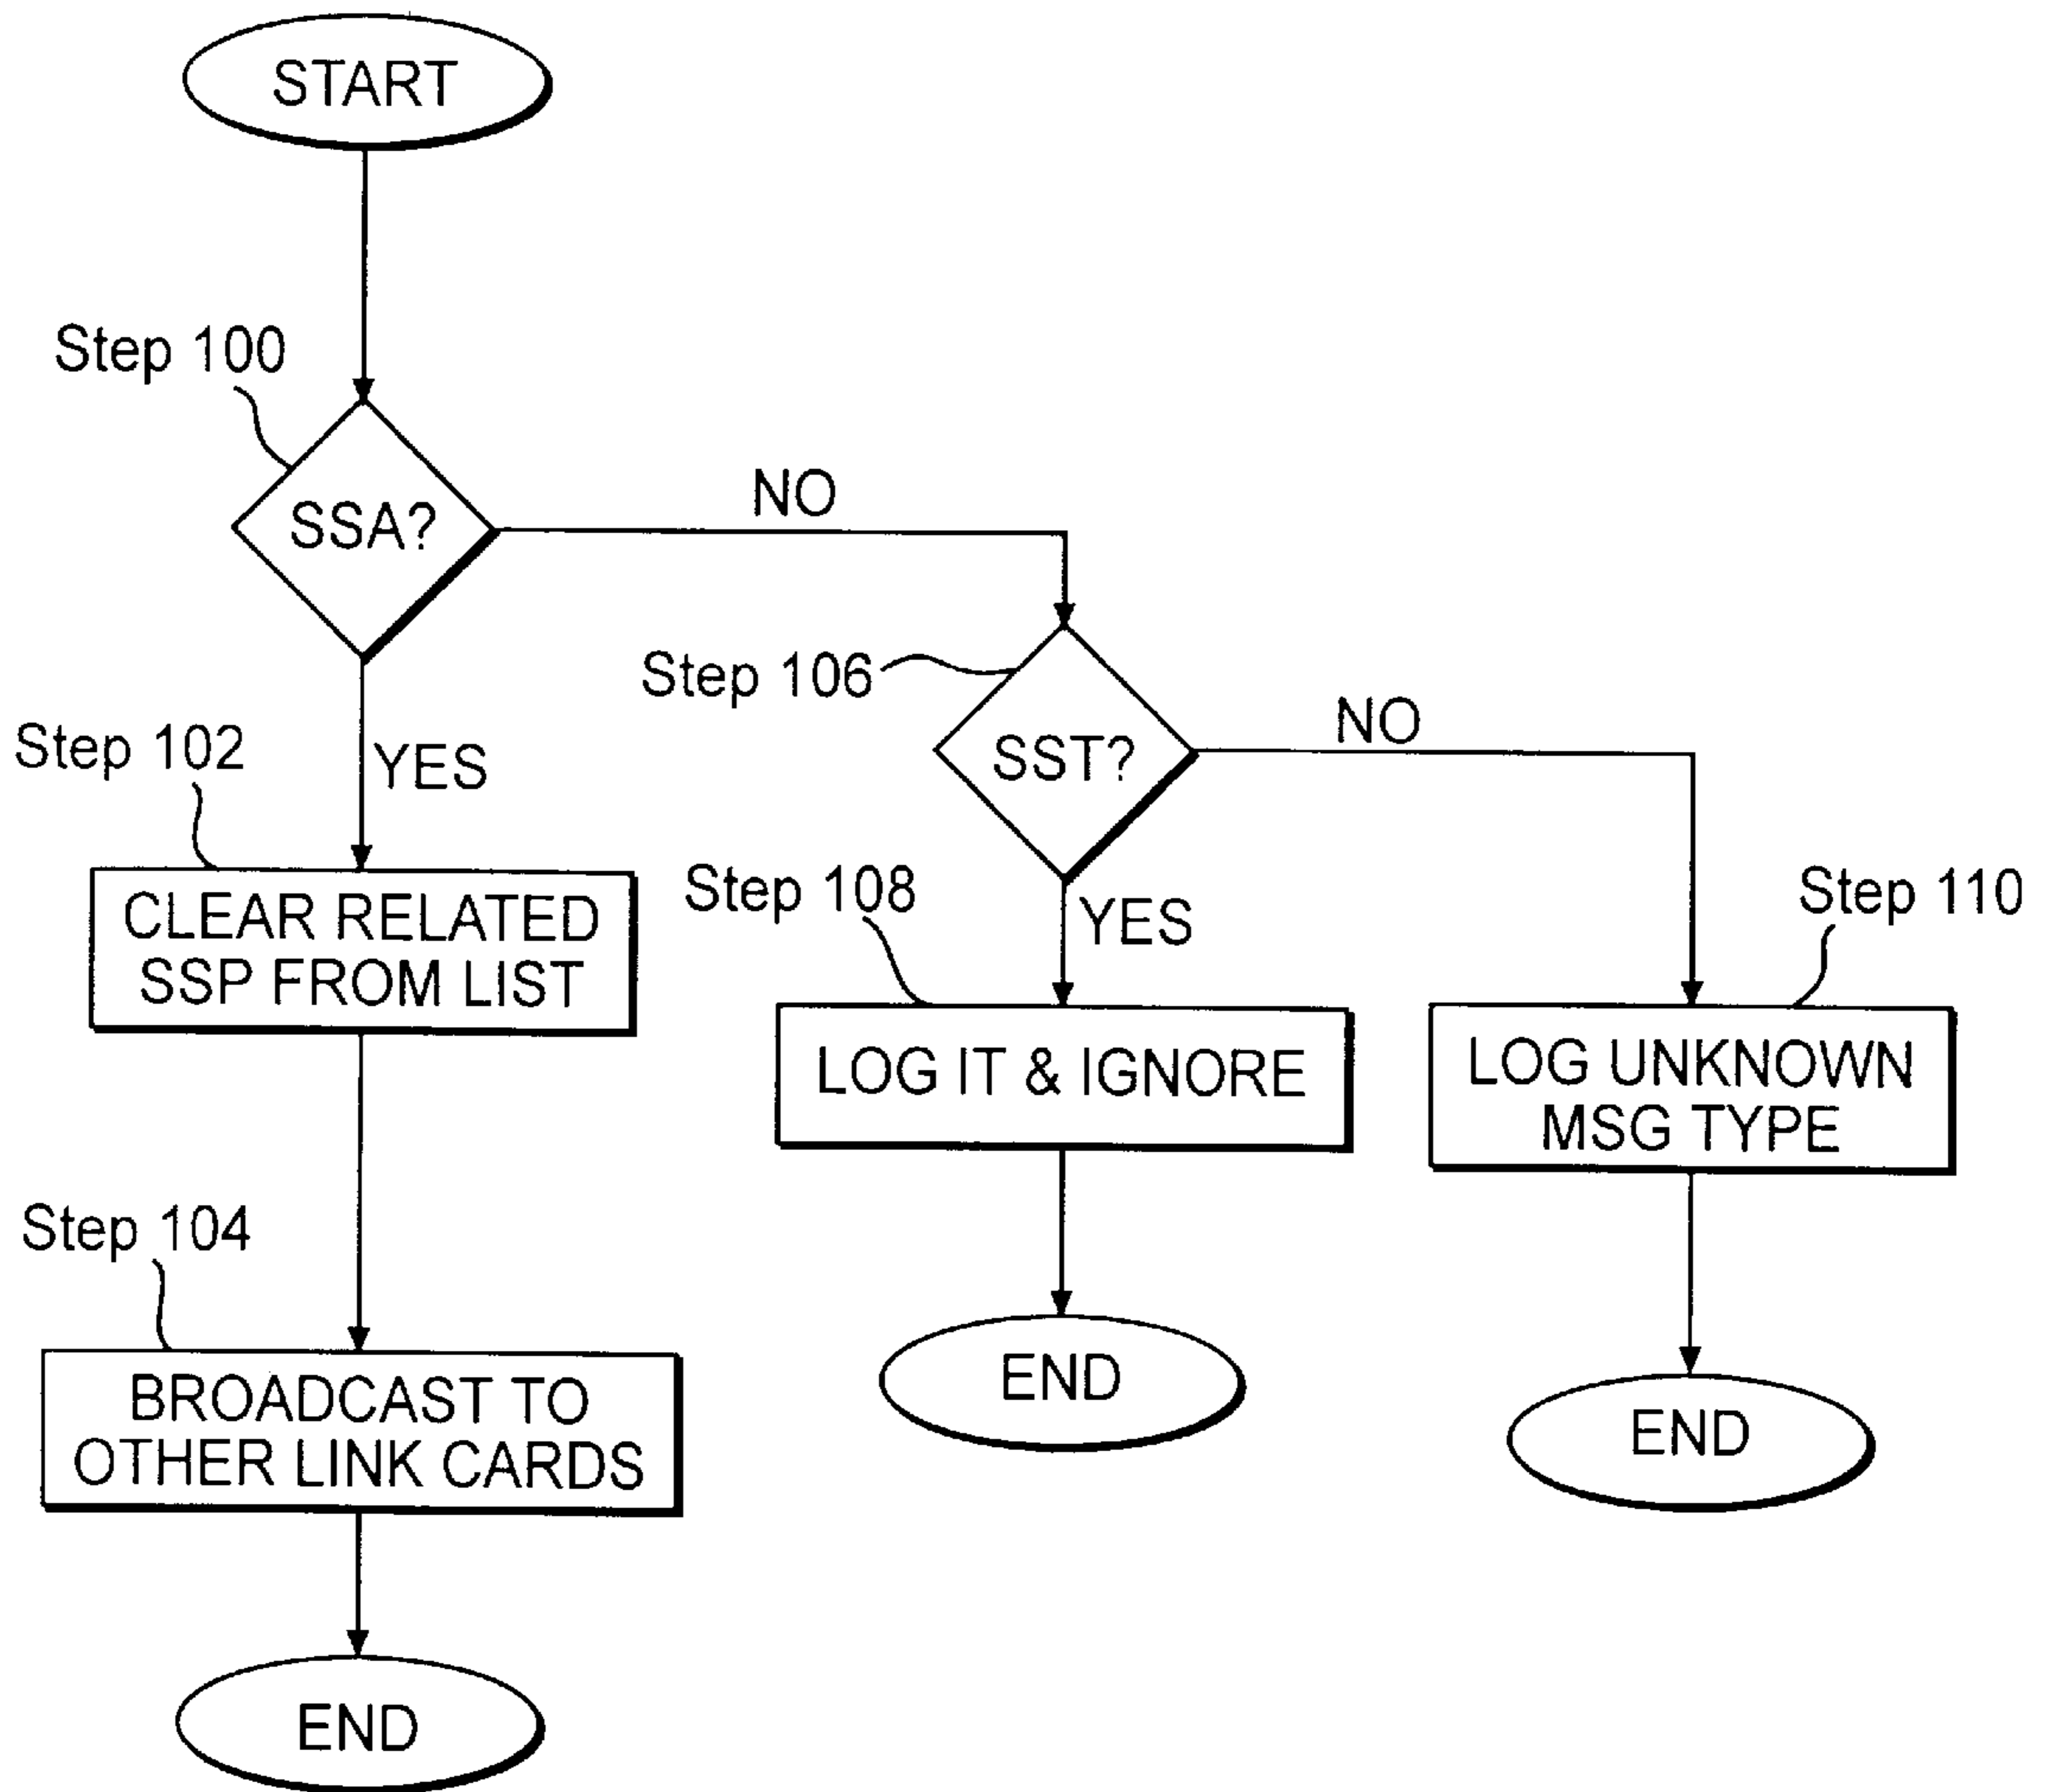 START
Step 100
SSA?
NO
Step 106
SST?
NO
Step 102
YES
CLEAR RELATED
SSP FROM LIST
Step 108
YES
LOG IT & IGNORE
Step 110
LOG UNKNOWN
MSG TYPE
Step 104
BROADCAST TO
OTHER LINK CARDS
END
END
END